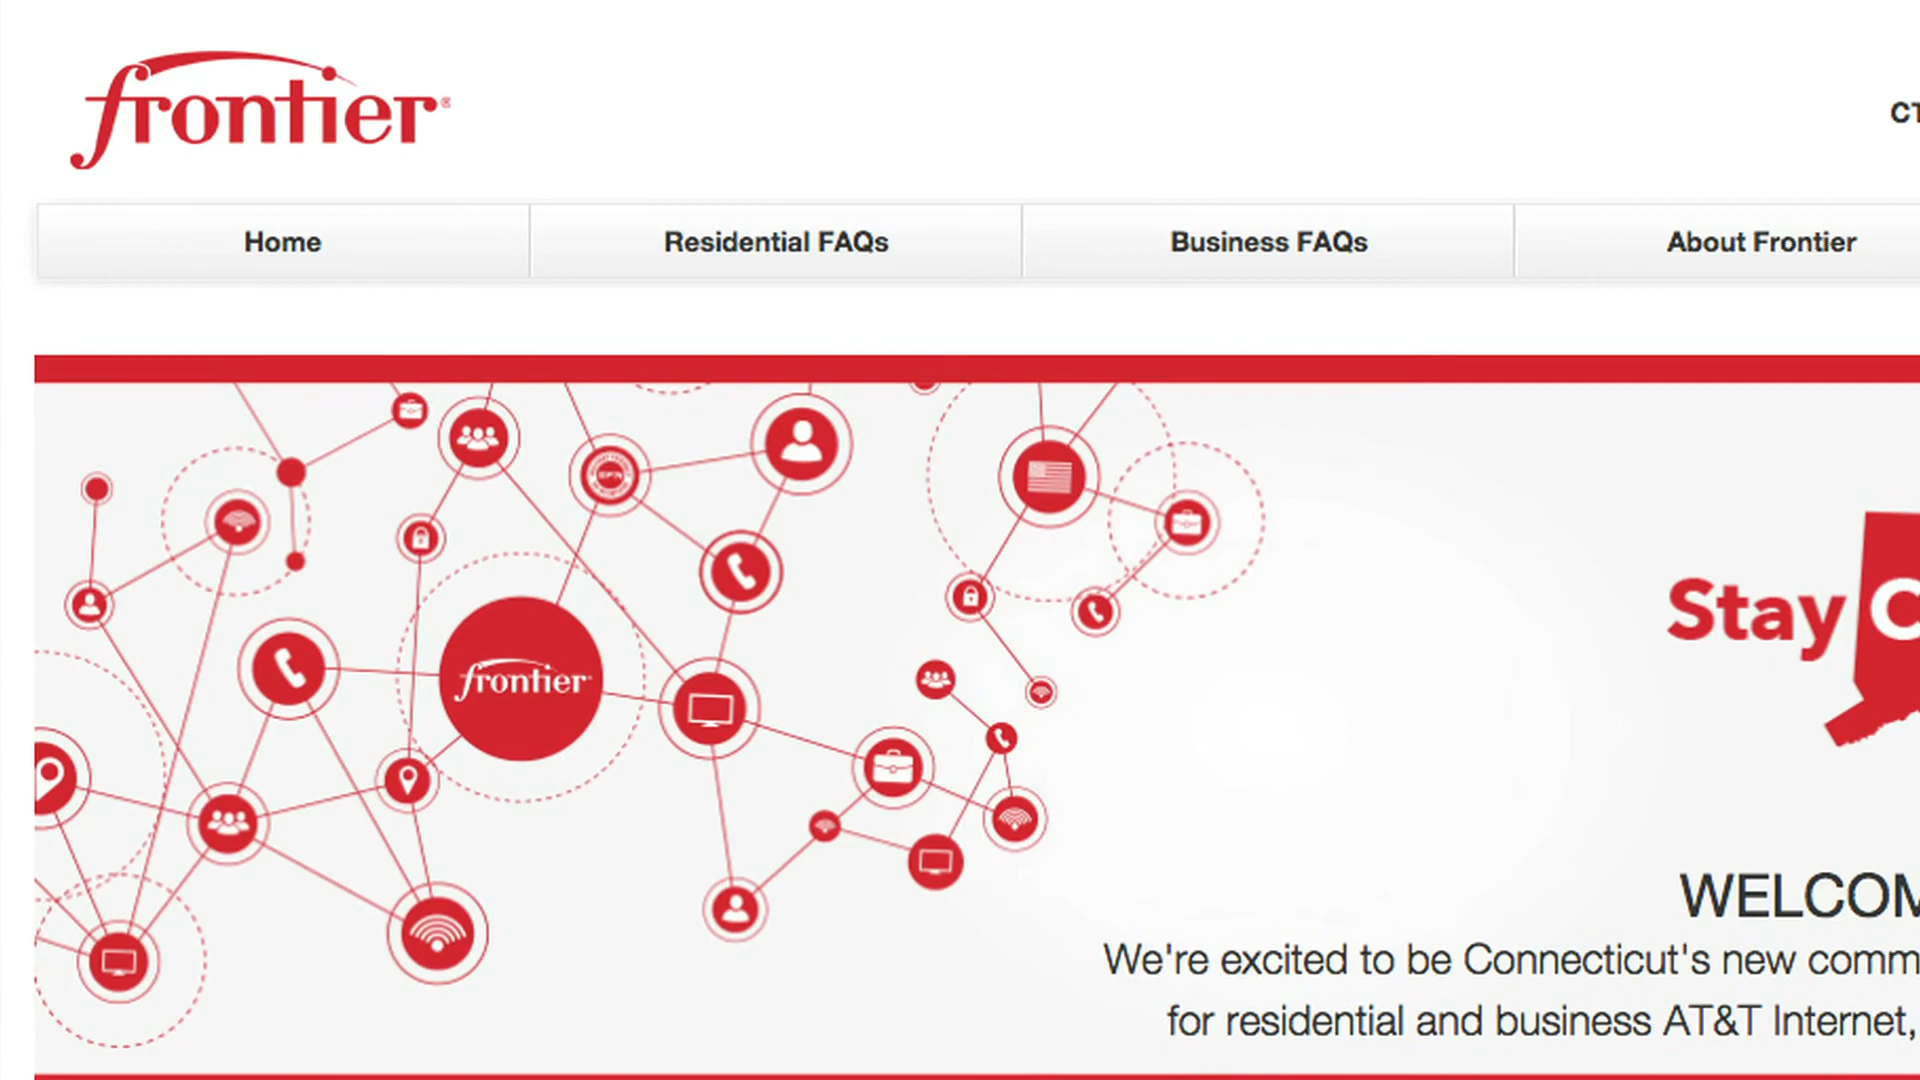 frontier®
CT
Home
Residential FAQs
Business FAQs
About Frontier
frontier
Stay C
WELCOM
We're excited to be Connecticut's new comm
for residential and business AT&T Internet,